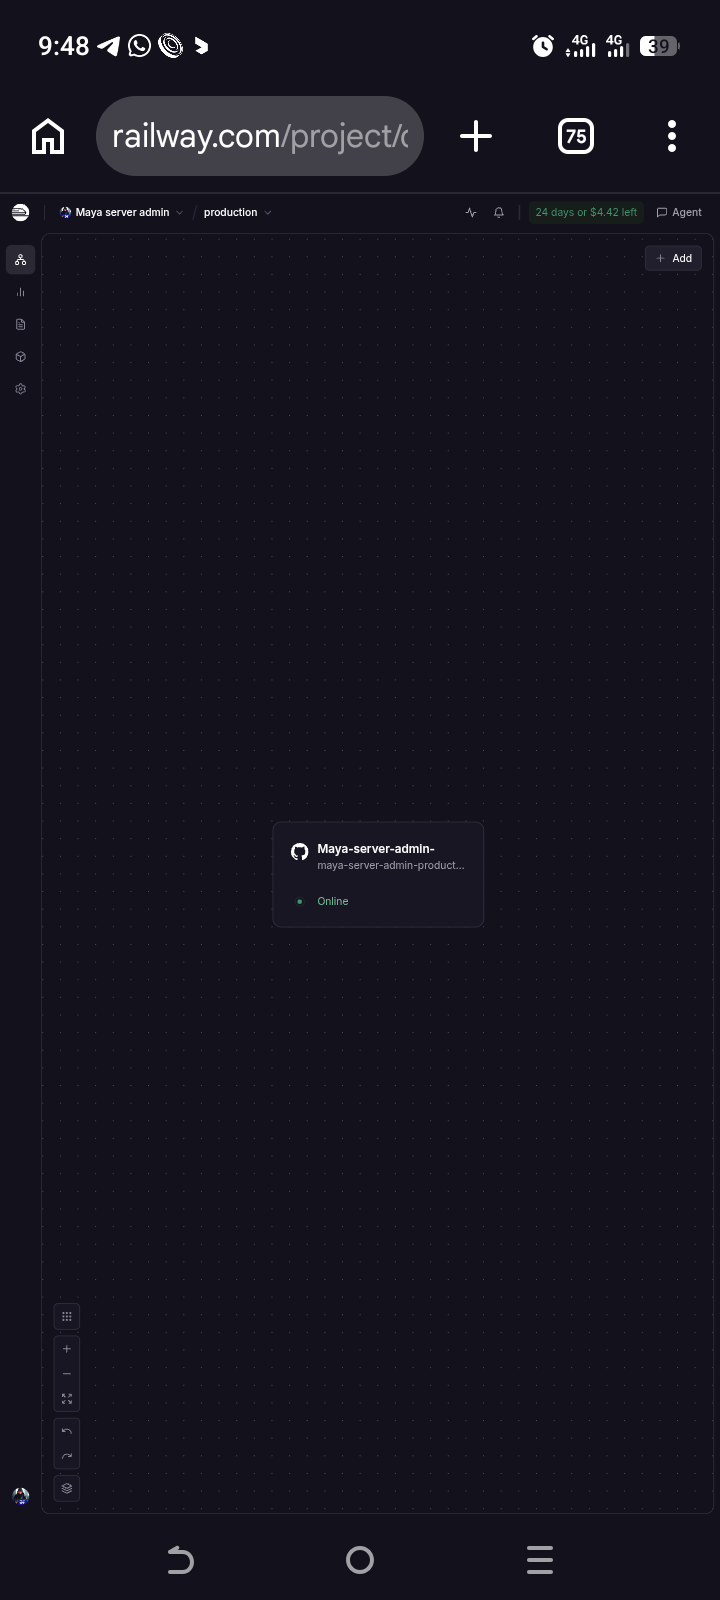 9:48
4G
4G
39
railway.com/project/
75
Maya server admin / production
24 days or $4.42 left
Agent
+ Add
Maya-server-admin-
maya-server-admin-product...
Online